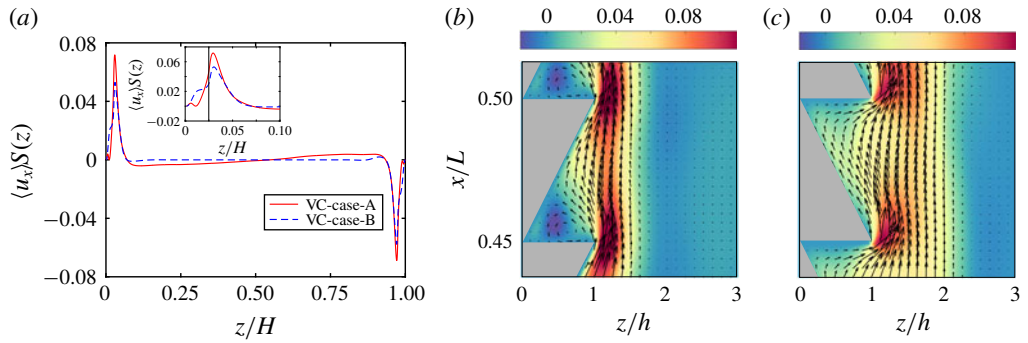 (a)
0.08
0.04
0
−0.04
−0.08
⟨u_x⟩S(z)
0
0.25
0.50
0.75
1.00
z/H
0.06
0.02
−0.02
⟨u_x⟩S(z)
0
0.05
0.10
z/H
VC-case-A
VC-case-B
(b)
0 0.04 0.08
0.50
0.45
x/L
0 1 2 3
z/h
(c)
0 0.04 0.08
0 1 2 3
z/h